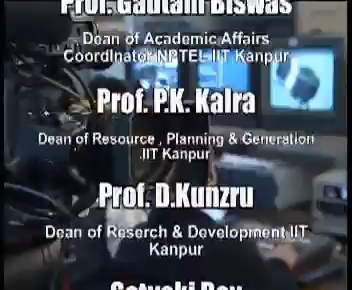 Prof. Gautam Biswas
Dean of Academic Affairs
Coordinator NPTEL IIT Kanpur
Prof. P.K. Kalra
Dean of Resource , Planning & Generation
IIT Kanpur
Prof. D.Kunzru
Dean of Reserch & Development IIT
Kanpur